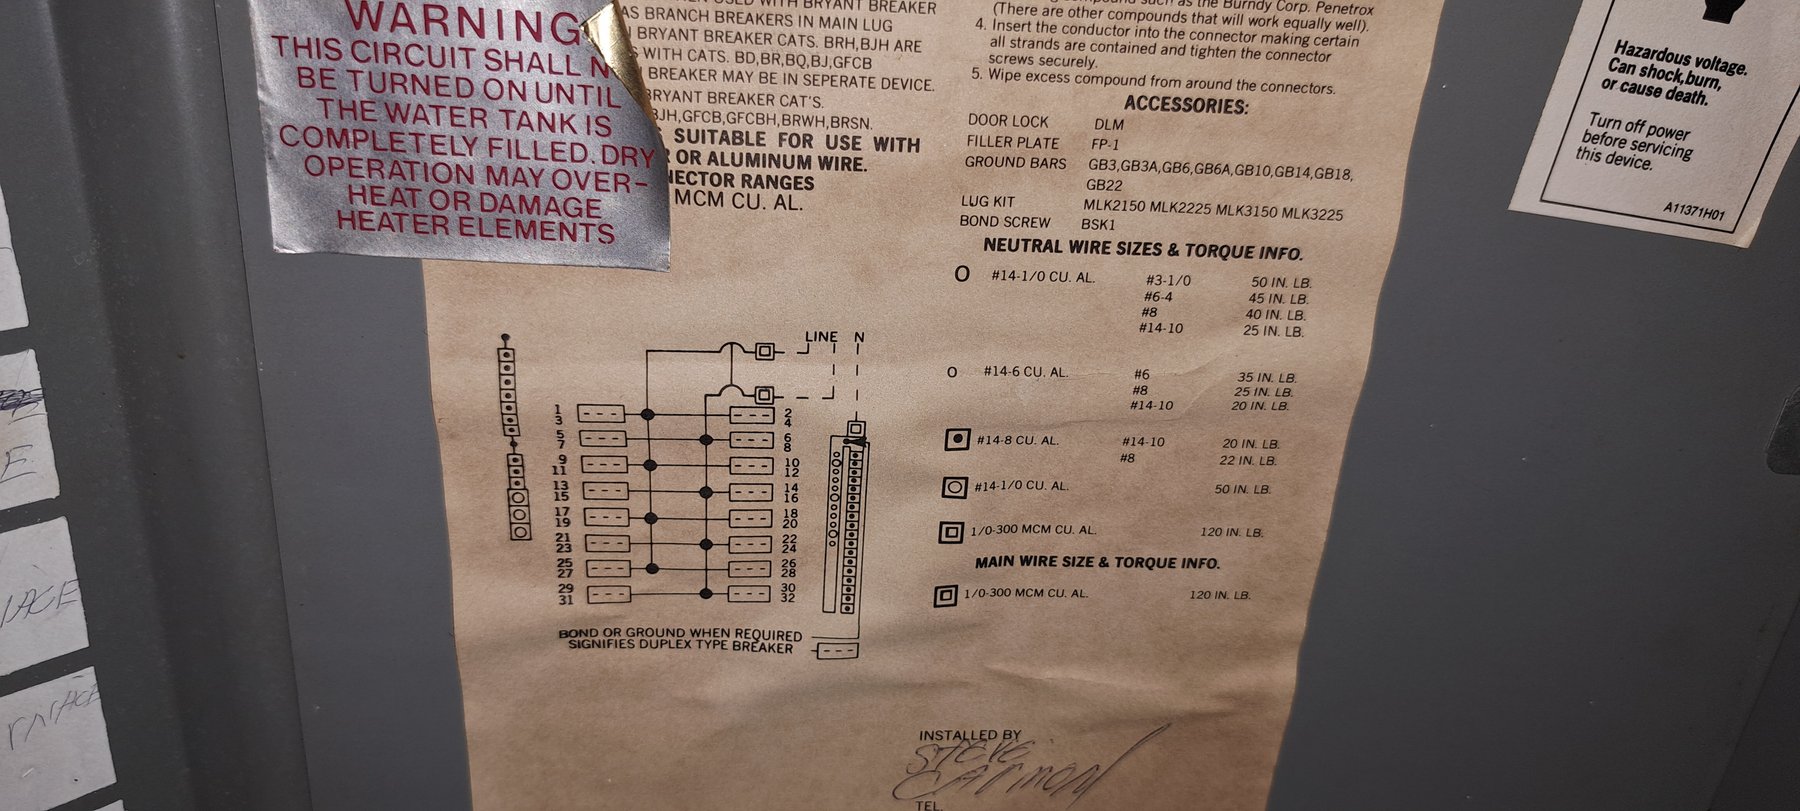 WARNING
THIS CIRCUIT SHALL
BE TURNED ON UNTIL
THE WATER TANK IS
COMPLETELY FILLED. DRY
OPERATION MAY OVER-
HEAT OR DAMAGE
HEATER ELEMENTS
USED WITH BRYANT BREAKER
AS BRANCH BREAKERS IN MAIN LUG
BRYANT BREAKER CATS. BRH,BJH ARE
WITH CATS. BD,BR,BQ,BJ,GFCB
BREAKER MAY BE IN SEPERATE DEVICE.
BRYANT BREAKER CAT'S.
BJH,GFCB,GFCBH,BRWH,BRSN.
SUITABLE FOR USE WITH
OR ALUMINUM WIRE.
RANGES
MCM CU. AL.
such as the Burndy Corp. Penetrox
(There are other compounds that will work equally well).
4. Insert the conductor into the connector making certain
all strands are contained and tighten the connector
screws securely.
5. Wipe excess compound from around the connectors.
ACCESSORIES:
DOOR LOCK DLM
FILLER PLATE FP-1
GROUND BARS GB3,GB3A,GB6,GB6A,GB10,GB14,GB18,
GB22
LUG KIT MLK2150 MLK2225 MLK3150 MLK3225
BOND SCREW BSK1
NEUTRAL WIRE SIZES & TORQUE INFO.
#14-1/0 CU. AL. #3-1/0 50 IN. LB.
#6-4 45 IN. LB.
#8 40 IN. LB.
#14-10 25 IN. LB.
#14-6 CU. AL. #6 35 IN. LB.
#8 25 IN. LB.
#14-10 20 IN. LB.
#14-8 CU. AL. #14-10 20 IN. LB.
#8 22 IN. LB.
#14-1/0 CU. AL. 50 IN. LB.
1/0-300 MCM CU. AL. 120 IN. LB.
MAIN WIRE SIZE & TORQUE INFO.
1/0-300 MCM CU. AL. 120 IN. LB.
LINE N
1 2
3 4
5 6
7 8
9 10
11 12
13 14
15 16
17 18
19 20
21 22
23 24
25 26
27 28
29 30
31 32
BOND OR GROUND WHEN REQUIRED
SIGNIFIES DUPLEX TYPE BREAKER
INSTALLED BY
STEVE
TEL.
Hazardous voltage.
Can shock,burn,
or cause death.
Turn off power
before servicing
this device.
A11371H01
E